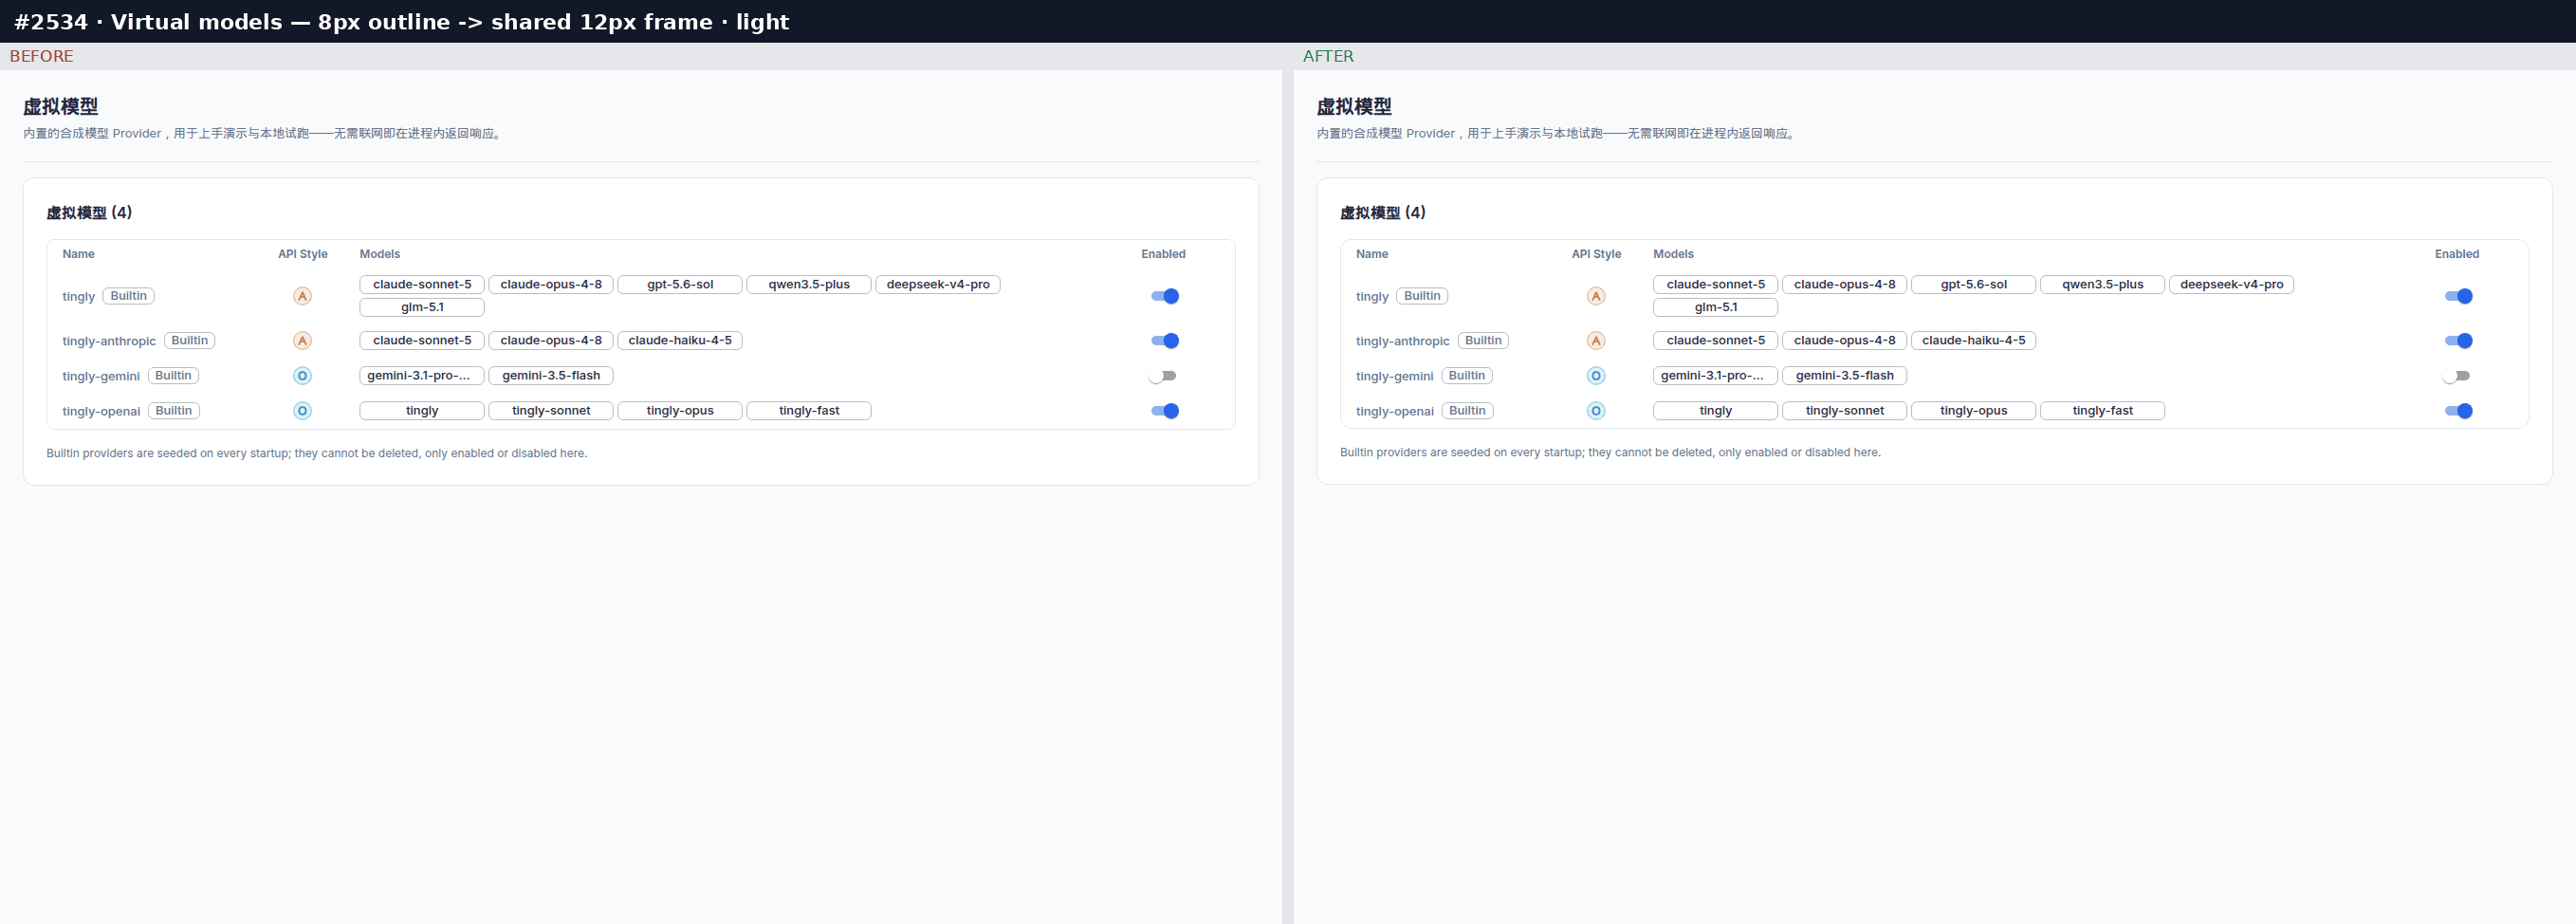 #2534 · Virtual models — 8px outline -> shared 12px frame · light
BEFORE
虚拟模型
内置的合成模型 Provider，用于上手演示与本地试跑——无需联网即在进程内返回响应。
虚拟模型 (4)
Name API Style Models Enabled
tingly Builtin A claude-sonnet-5 claude-opus-4-8 gpt-5.6-sol qwen3.5-plus deepseek-v4-pro
glm-5.1
tingly-anthropic Builtin A claude-sonnet-5 claude-opus-4-8 claude-haiku-4-5
tingly-gemini Builtin O gemini-3.1-pro-... gemini-3.5-flash
tingly-openai Builtin O tingly tingly-sonnet tingly-opus tingly-fast
Builtin providers are seeded on every startup; they cannot be deleted, only enabled or disabled here.
AFTER
虚拟模型
内置的合成模型 Provider，用于上手演示与本地试跑——无需联网即在进程内返回响应。
虚拟模型 (4)
Name API Style Models Enabled
tingly Builtin A claude-sonnet-5 claude-opus-4-8 gpt-5.6-sol qwen3.5-plus deepseek-v4-pro
glm-5.1
tingly-anthropic Builtin A claude-sonnet-5 claude-opus-4-8 claude-haiku-4-5
tingly-gemini Builtin O gemini-3.1-pro-... gemini-3.5-flash
tingly-openai Builtin O tingly tingly-sonnet tingly-opus tingly-fast
Builtin providers are seeded on every startup; they cannot be deleted, only enabled or disabled here.